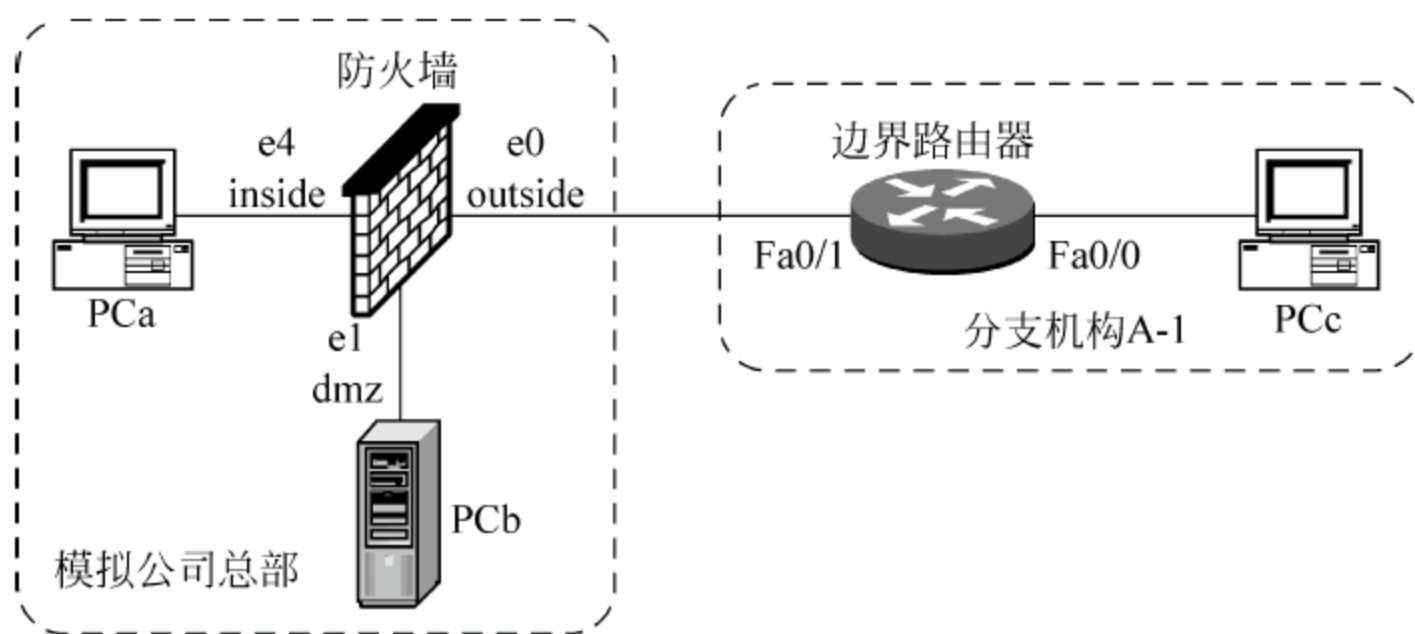 防火墙
e4
inside
e0
outside
PCa
e1
dmz
PCb
模拟公司总部
边界路由器
Fa0/1
Fa0/0
分支机构A-1
PCc